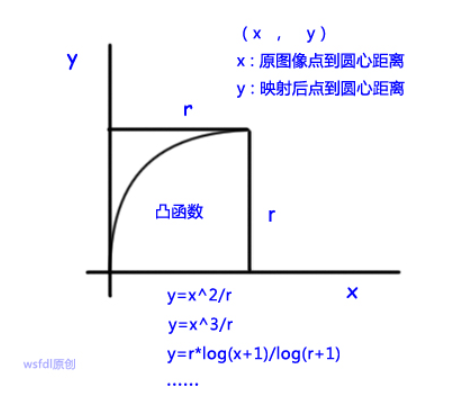 (x , y)
y
x：原图像点到圆心距离
y：映射后点到圆心距离
r
凸函数
r
y=x^2/r
x
y=x^3/r
y=r*log(x+1)/log(r+1)
wsfdl原创
......